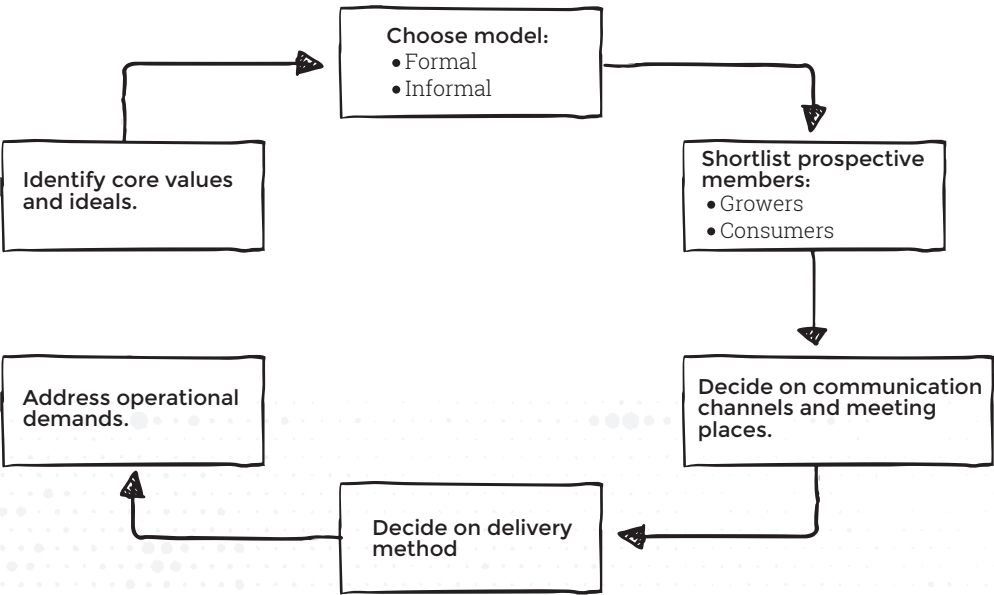 Identify core values
and ideals.
Choose model:
• Formal
• Informal
Shortlist prospective
members:
• Growers
• Consumers
Decide on communication
channels and meeting
places.
Decide on delivery
method
Address operational
demands.